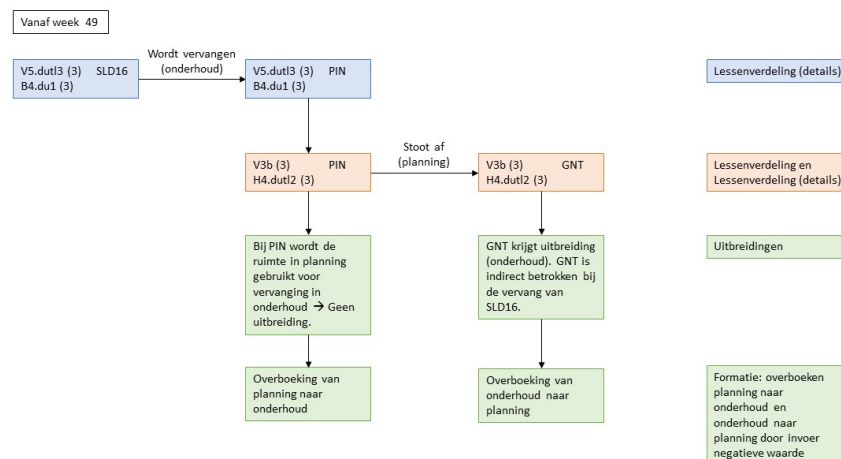 Vanaf week 49
Wordt vervangen
(onderhoud)
V5.dutl3 (3) SLD16
B4.du1 (3)
V5.dutl3 (3) PIN
B4.du1 (3)
Lessenverdeling (details)
Stoot af
(planning)
V3b (3) PIN
H4.dutl2 (3)
V3b (3) GNT
H4.dutl2 (3)
Lessenverdeling en
Lessenverdeling (details)
Bij PIN wordt de
ruimte in planning
gebruikt voor
vervanging in
onderhoud → Geen
uitbreiding.
GNT krijgt uitbreiding
(onderhoud). GNT is
indirect betrokken bij
de vervang van
SLD16.
Uitbreidingen
Overboeking van
planning naar
onderhoud
Overboeking van
onderhoud naar
planning
Formatie: overboeken
planning naar
onderhoud en
onderhoud naar
planning door invoer
negatieve waarde